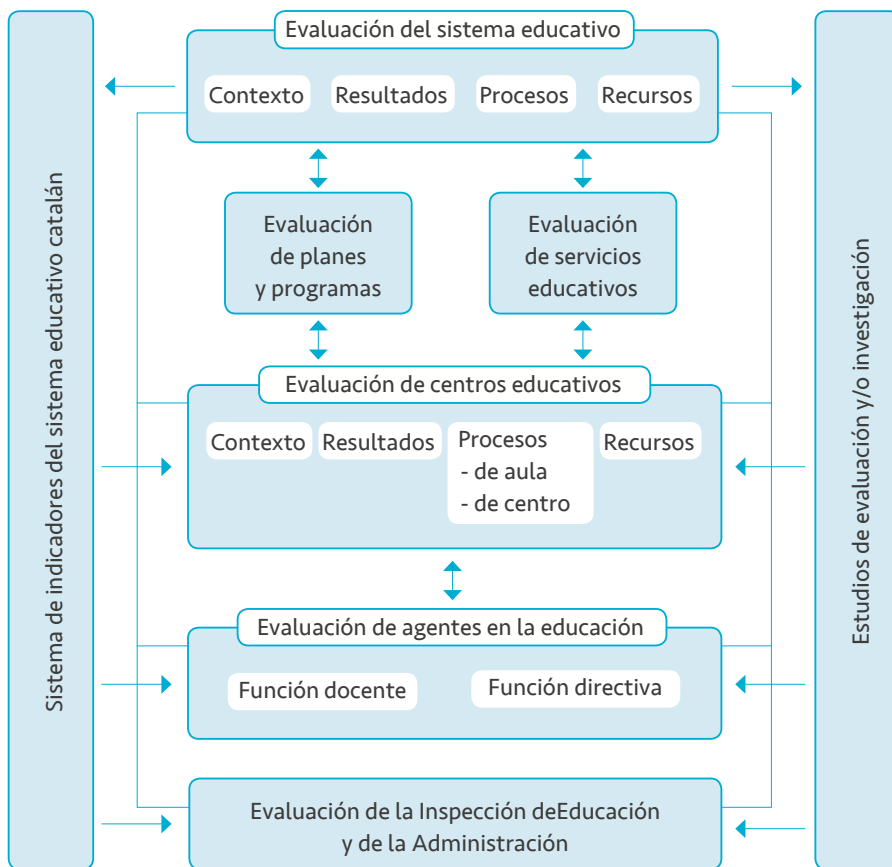 Evaluación del sistema educativo
Contexto
Resultados
Procesos
Recursos
Sistema de indicadores del sistema educativo catalán
Estudios de evaluación y/o investigación
Evaluación
de planes
y programas
Evaluación
de servicios
educativos
Evaluación de centros educativos
Contexto
Resultados
Procesos
- de aula
- de centro
Recursos
Evaluación de agentes en la educación
Función docente
Función directiva
Evaluación de la Inspección deEducación
y de la Administración